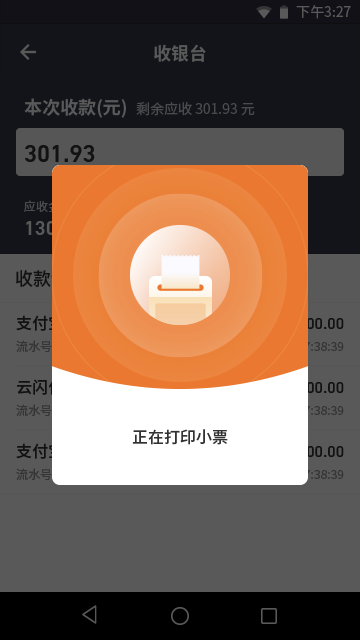 下午3:27
收银台
本次收款(元) 剩余应收 301.93 元
301.93
应收
130
收款
支付 00.00
流水号 7:38:39
云闪 00.00
流水号 7:38:39
支付 00.00
流水号 7:38:39
正在打印小票